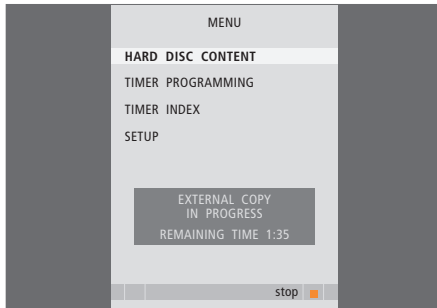 MENU
HARD DISC CONTENT
TIMER PROGRAMMING
TIMER INDEX
SETUP
EXTERNAL COPY
IN PROGRESS
REMAINING TIME 1:35
stop